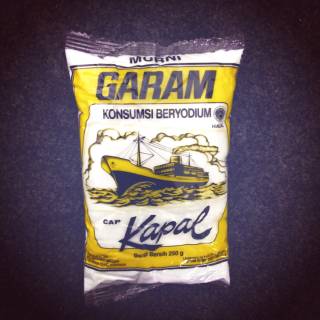 MURNI
GARAM
KONSUMSI BERYODIUM
CAP
Kapal
Berat Bersih 250 g